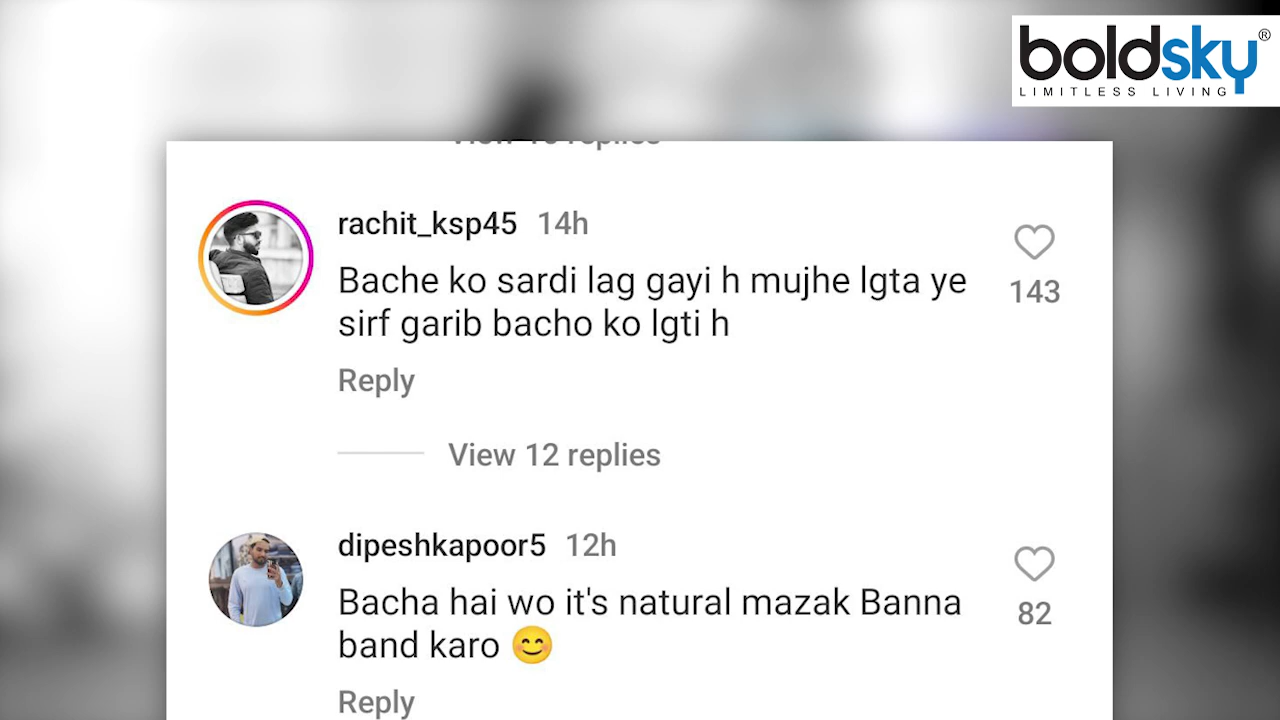 boldsky®
LIMITLESS LIVING
rachit_ksp45 14h
Bache ko sardi lag gayi h mujhe lgta ye
sirf garib bacho ko lgti h
143
Reply
View 12 replies
dipeshkapoor5 12h
Bacha hai wo it's natural mazak Banna
band karo 😊
82
Reply